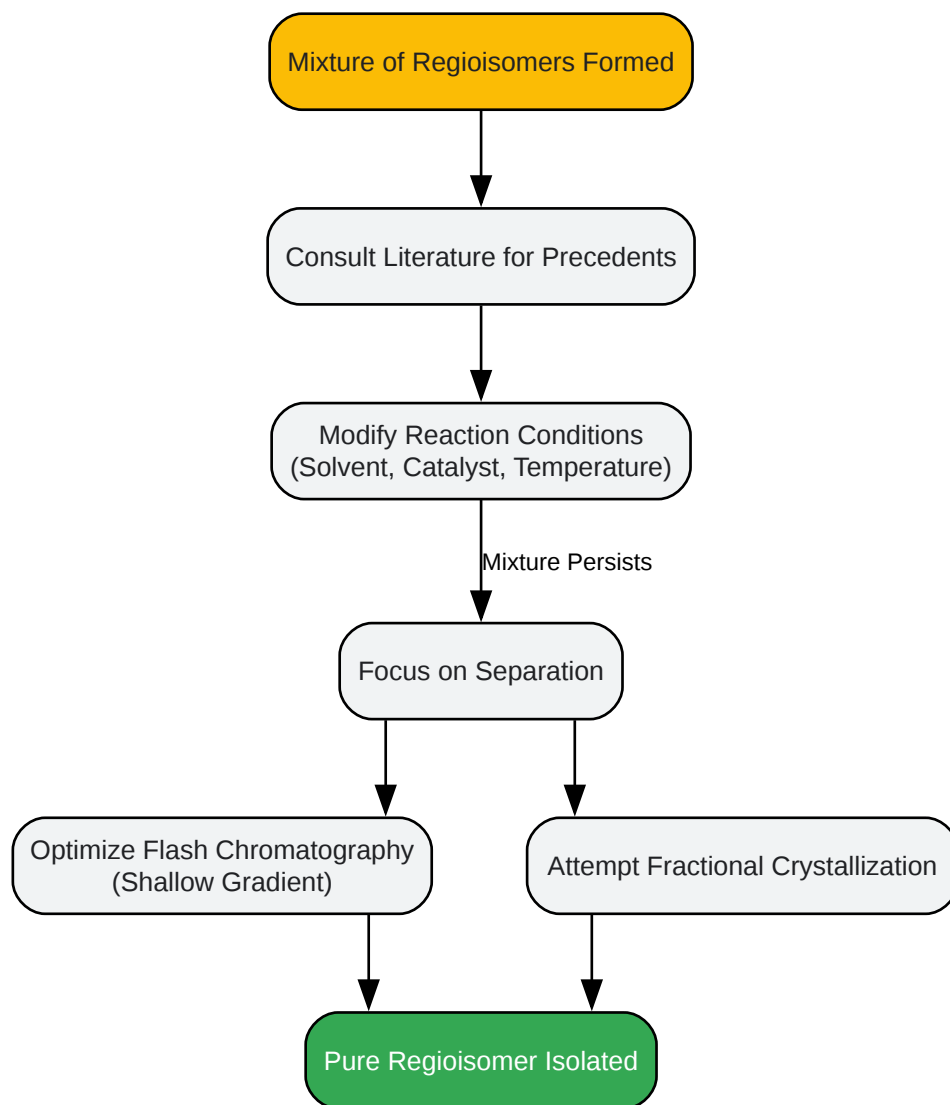 Mixture of Regioisomers Formed
Consult Literature for Precedents
Modify Reaction Conditions
(Solvent, Catalyst, Temperature)
Mixture Persists
Focus on Separation
Optimize Flash Chromatography
(Shallow Gradient)
Attempt Fractional Crystallization
Pure Regioisomer Isolated